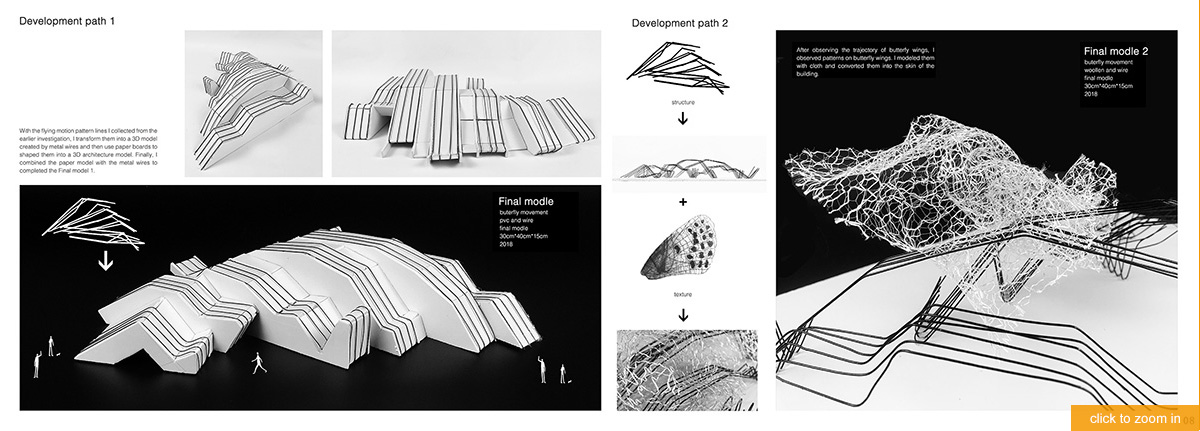 Development path 1
With the flying motion pattern lines I collected from the
earlier investigation, I transform them into a 3D model
created by metal wires and then use paper boards to
shaped them into a 3D architecture model. Finally, I
combined the paper model with the metal wires to
completed the Final model 1.
Final modle
buterfly movement
pvc and wire
final modle
30cm*40cm*15cm
2018
Development path 2
structure
+
texture
After observing the trajectory of butterfly wings, I
observed patterns on butterfly wings. I modeled them
with cloth and converted them into the skin of the
building.
Final modle 2
buterfly movement
woollen and wire
final modle
30cm*40cm*15cm
2018
click to zoom in